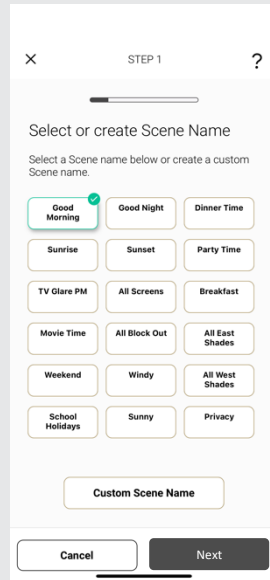 STEP 1
?
Select or create Scene Name
Select a Scene name below or create a custom
Scene name.
Good
Morning
Good Night
Dinner Time
Sunrise
Sunset
Party Time
TV Glare PM
All Screens
Breakfast
Movie Time
All Block Out
All East
Shades
Weekend
Windy
All West
Shades
School
Holidays
Sunny
Privacy
Custom Scene Name
Cancel
Next